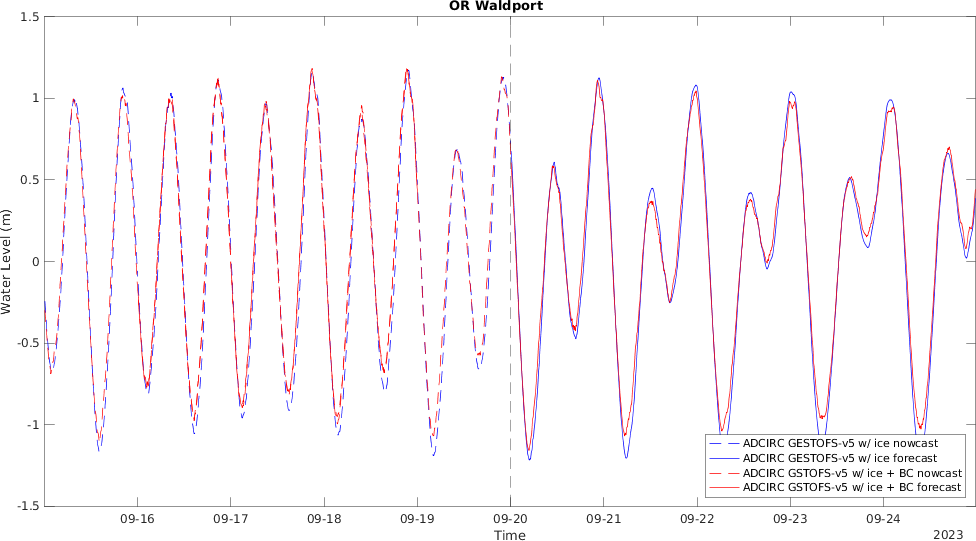 OR Waldport
1.5
1
0.5
0
-0.5
-1
-1.5
Water Level (m)
09-16 09-17 09-18 09-19 09-20 09-21 09-22 09-23 09-24
Time
2023
ADCIRC GESTOFS-v5 w/ ice nowcast
ADCIRC GESTOFS-v5 w/ ice forecast
ADCIRC GSTOFS-v5 w/ ice + BC nowcast
ADCIRC GSTOFS-v5 w/ ice + BC forecast